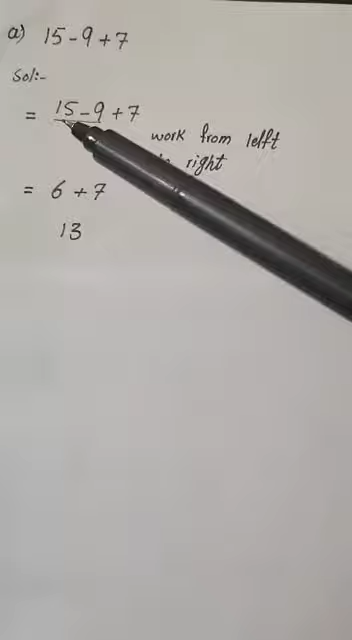 a) 15-9+7
Sol:-
= 15-9+7
work from lefft
right
= 6+7
13